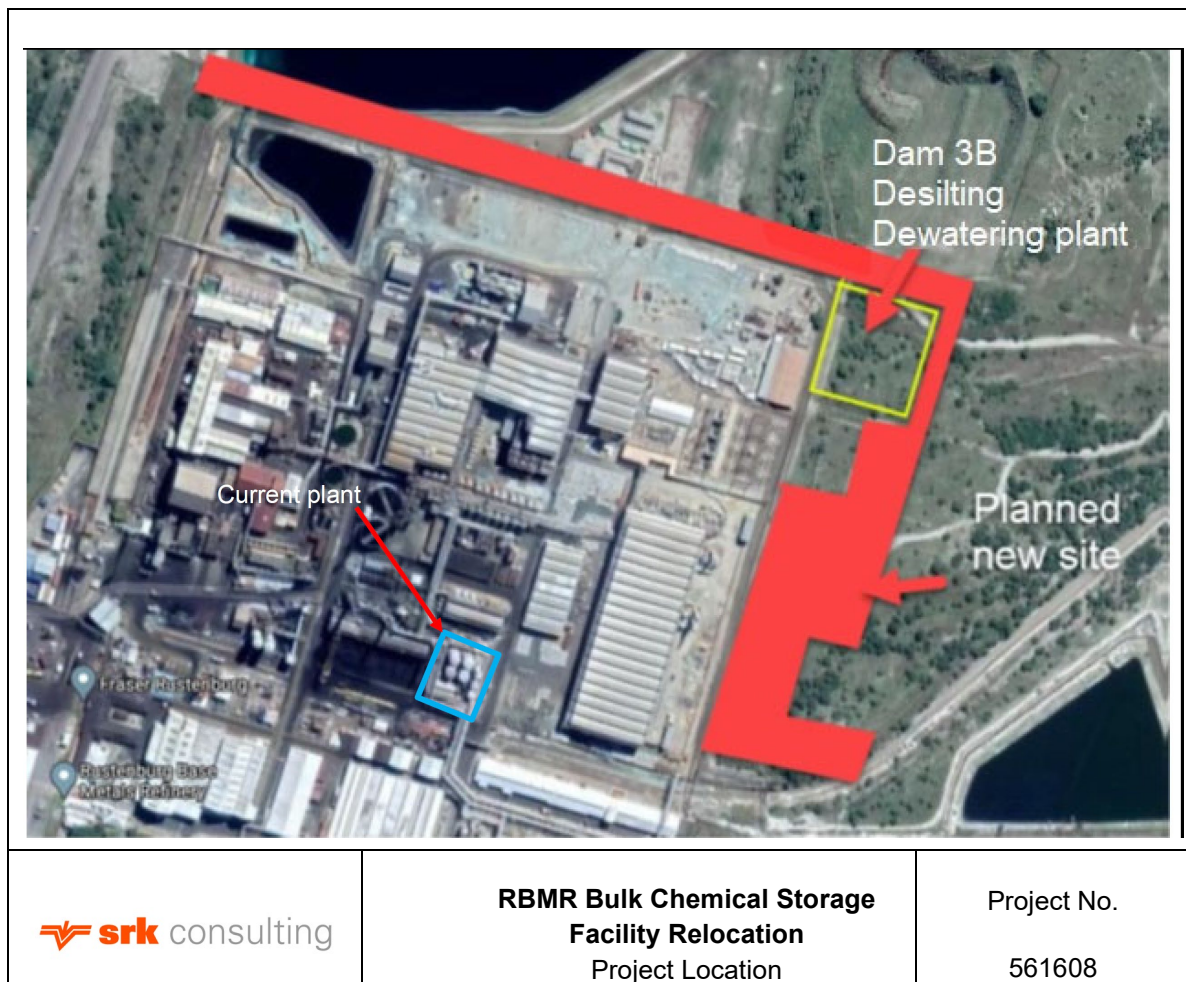 Dam 3B
Desilting
Dewatering plant
Current plant
Planned
new site
Fraser Rustenburg
Rustenburg Base
Metals Refinery
srk consulting
RBMR Bulk Chemical Storage
Facility Relocation
Project Location
Project No.
561608